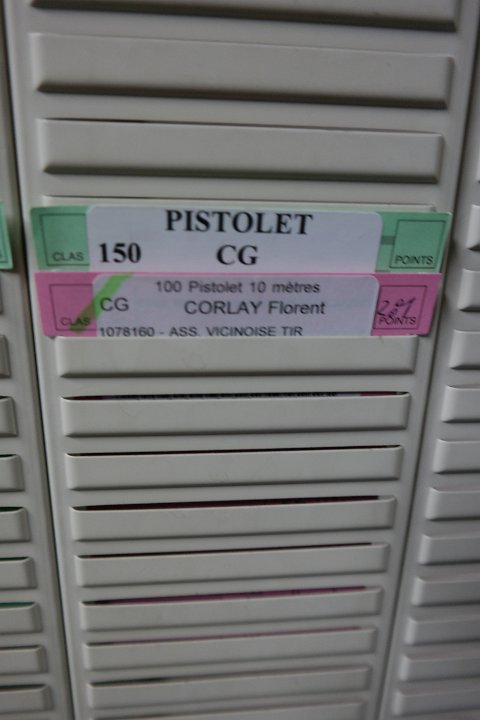 PISTOLET
CLAS 150 CG POINTS
100 Pistolet 10 mètres
CLAS CG CORLAY Florent POINTS
1078160 - ASS. VICINOISE TIR